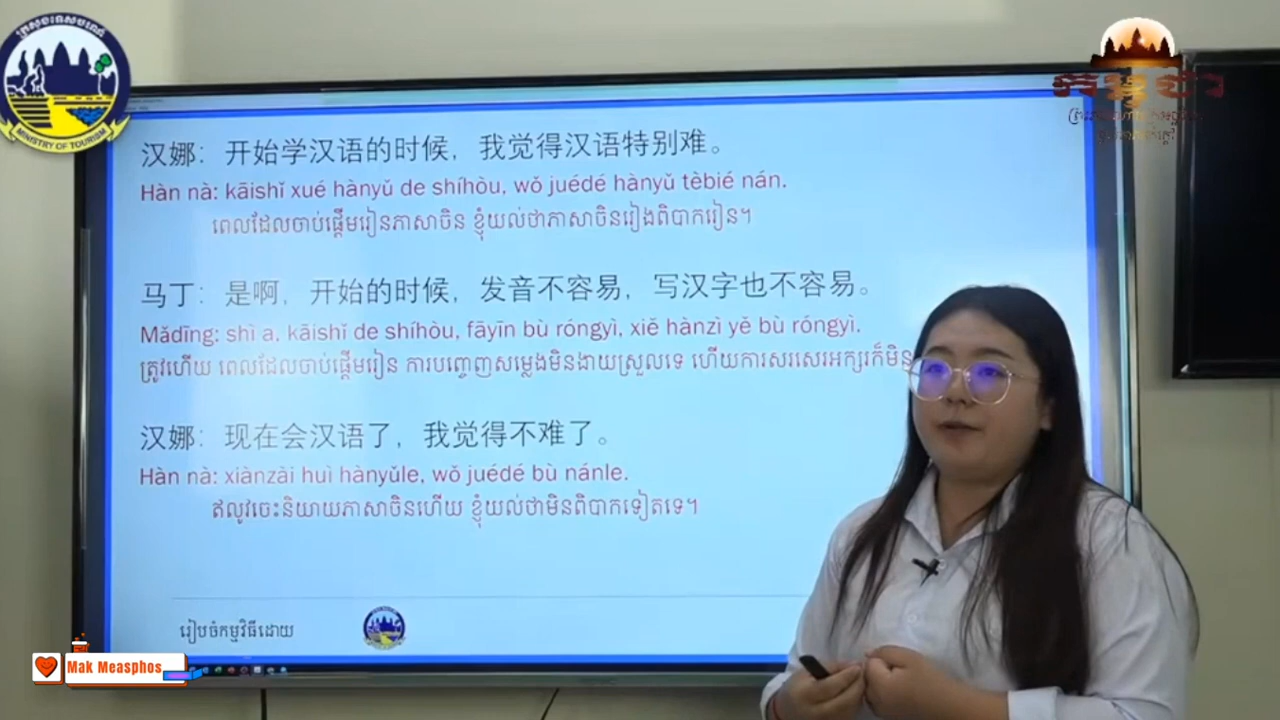 ក្រសួងទេសចរណ៍
MINISTRY OF TOURISM
汉娜：开始学汉语的时候，我觉得汉语特别难。
Hàn nà: kāishǐ xué hànyǔ de shíhòu, wǒ juédé hànyǔ tèbié nán.
ពេលដែលចាប់ផ្តើមរៀនភាសាចិន ខ្ញុំយល់ថាភាសាចិនរៀងពិបាករៀន។
马丁：是啊，开始的时候，发音不容易，写汉字也不容易。
Mǎdīng: shì a, kāishǐ de shíhòu, fāyīn bù róngyì, xiě hànzì yě bù róngyì.
ត្រូវហើយ ពេលដែលចាប់ផ្តើមរៀន ការបញ្ចេញសម្លេងមិនងាយស្រួលទេ ហើយការសរសេរអក្សរក៏មិន
汉娜：现在会汉语了，我觉得不难了。
Hàn nà: xiànzài huì hànyǔle, wǒ juédé bù nánle.
ឥលូវចេះនិយាយភាសាចិនហើយ ខ្ញុំយល់ថាមិនពិបាកទៀតទេ។
រៀបចំកម្មវិធីដោយ
Mak Measphos